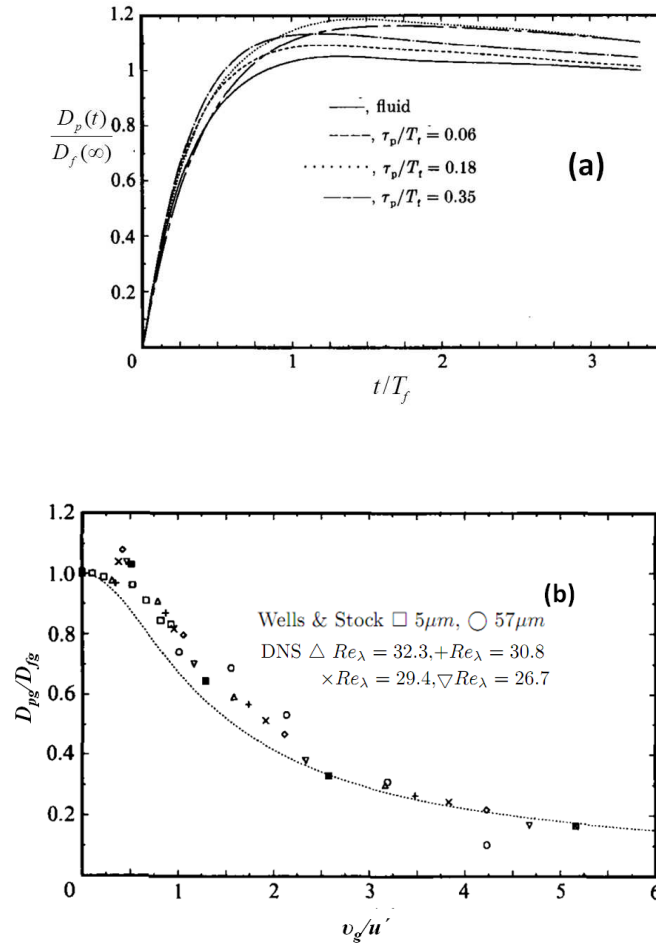 1.2
1
0.8
0.6
0.4
0.2
0
1
2
3
D_p(t)
D_f(∞)
——, fluid
-----, τ_p/T_f = 0.06
·······, τ_p/T_f = 0.18
—-—, τ_p/T_f = 0.35
(a)
t/T_f
1.2
1.0
0.8
0.6
0.4
0.2
0
1
2
3
4
5
6
D_pg/D_fg
(b)
Wells & Stock □ 5μm, ○ 57μm
DNS △ Re_λ = 32.3,+Re_λ = 30.8
×Re_λ = 29.4,▽Re_λ = 26.7
υ_g/u′